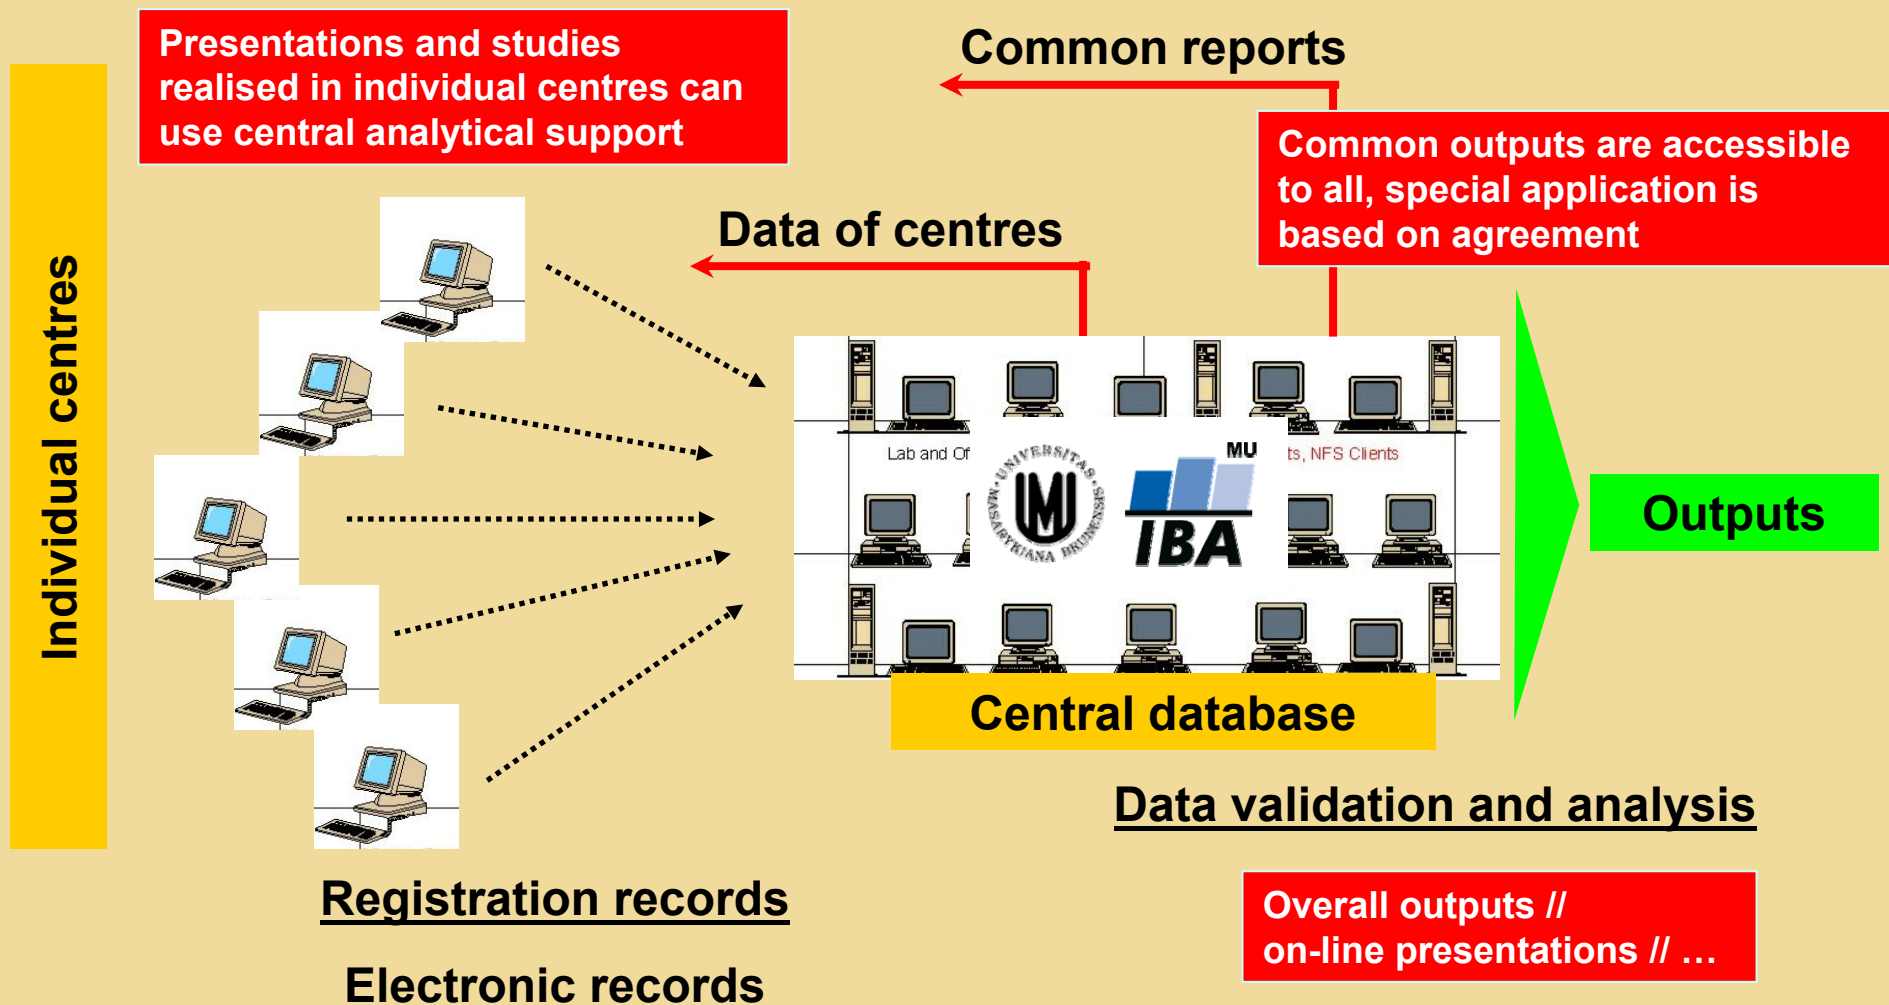 Presentations and studies
realised in individual centres can
use central analytical support
Common reports
Common outputs are accessible
to all, special application is
based on agreement
Data of centres
Individual centres
Lab and Of
ts, NFS Clients
UNIVERSITAS MASARYKIANA BRUNENSIS
MU
IBA
Outputs
Central database
Data validation and analysis
Registration records
Electronic records
Overall outputs //
on-line presentations // …